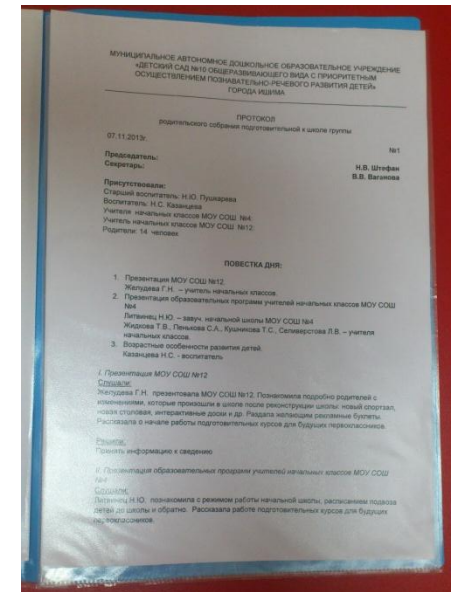 МУНИЦИПАЛЬНОЕ АВТОНОМНОЕ ДОШКОЛЬНОЕ ОБРАЗОВАТЕЛЬНОЕ УЧРЕЖДЕНИЕ
«ДЕТСКИЙ САД №10 ОБЩЕРАЗВИВАЮЩЕГО ВИДА С ПРИОРИТЕТНЫМ
ОСУЩЕСТВЛЕНИЕМ ПОЗНАВАТЕЛЬНО-РЕЧЕВОГО РАЗВИТИЯ ДЕТЕЙ»
ГОРОДА ИШИМА
ПРОТОКОЛ
родительского собрания подготовительной к школе группы
07.11.2013г.
№1
Председатель:
Н.В. Штефан
Секретарь:
В.В. Ваганова
Присутствовали:
Старший воспитатель: Н.Ю. Пушкарева
Воспитатель: Н.С. Казанцева
Учителя начальных классов МОУ СОШ №4
Учитель начальных классов МОУ СОШ №12
Родители: 14 человек
ПОВЕСТКА ДНЯ:
1. Презентация МОУ СОШ №12.
Желудева Г.Н. – учитель начальных классов.
2. Презентация образовательных программ учителей начальных классов МОУ СОШ
№4
Литвинец Н.Ю. – завуч. начальной школы МОУ СОШ №4
Жидкова Т.В., Пенькова С.А., Кушникова Т.С., Селиверстова Л.В. – учителя
начальных классов.
3. Возрастные особенности развития детей.
Казанцева Н.С. - воспитатель
I. Презентация МОУ СОШ №12
Слушали:
Желудева Г.Н. презентовала МОУ СОШ №12. Познакомила подробно родителей с
изменениями, которые произошли в школе после реконструкции школы: новый спортзал,
новая столовая, интерактивные доски и др. Раздала желающим рекламные буклеты.
Рассказала о начале работы подготовительных курсов для будущих первоклассников.
Решили:
Принять информацию к сведению
II. Презентация образовательных программ учителей начальных классов МОУ СОШ
№4
Слушали:
Литвинец Н.Ю. познакомила с режимом работы начальной школы, расписанием подвоза
детей до школы и обратно. Рассказала работе подготовительных курсов для будущих
первоклассников.